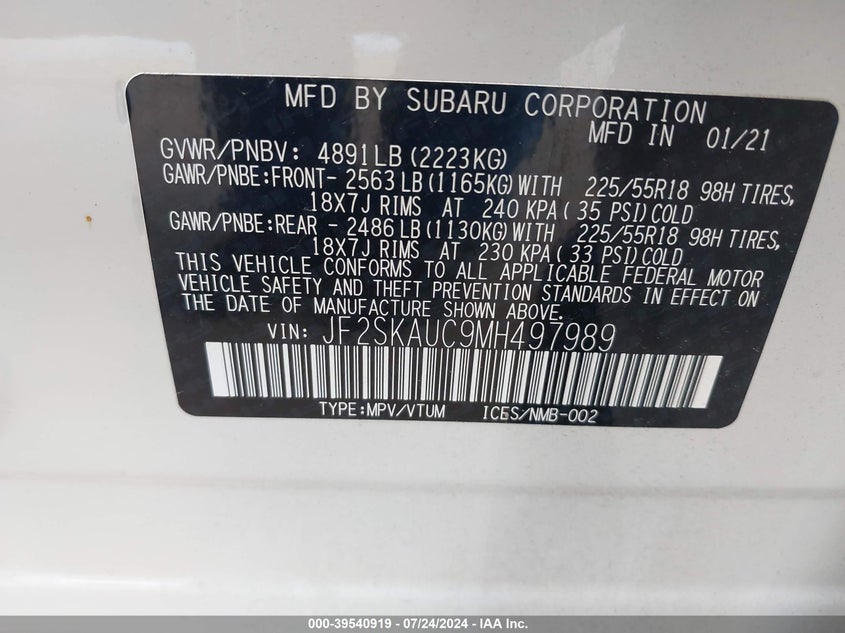 MFD BY SUBARU CORPORATION
MFD IN 01/21
GVWR/PNBV: 4891LB(2223KG)
GAWR/PNBE:FRONT- 2563LB(1165KG)WITH 225/55R18 98H TIRES,
18X7J RIMS AT 240 KPA( 35 PSI)COLD
GAWR/PNBE:REAR - 2486LB(1130KG)WITH 225/55R18 98H TIRES,
18X7J RIMS AT 230 KPA( 33 PSI)COLD
THIS VEHICLE CONFORMS TO ALL APPLICABLE FEDERAL MOTOR
VEHICLE SAFETY AND THEFT PREVENTION STANDARDS IN EFFECT ON
THE DATE OF MANUFACTURE SHOWN ABOVE.
VIN: JF2SKAUC9MH497989
TYPE:MPV/VTUM ICES/NMB-002
000-39540919 - 07/24/2024 - IAA Inc.